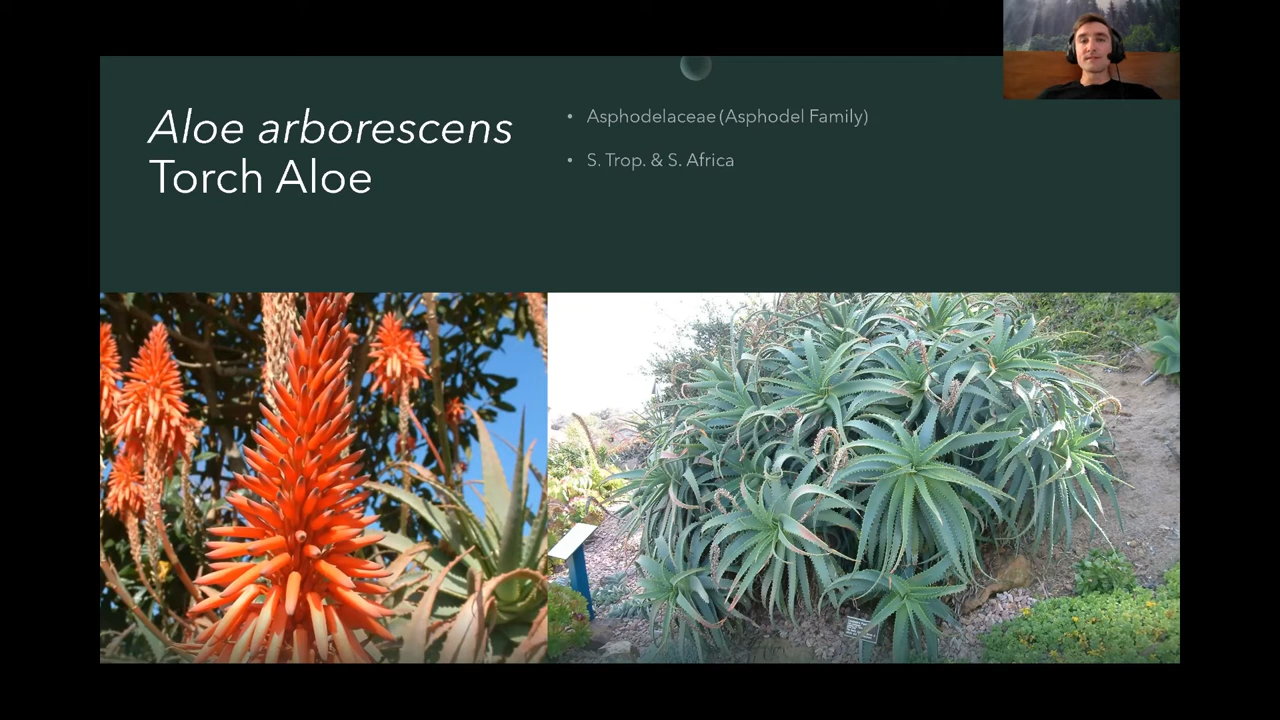 Aloe arborescens
Torch Aloe
• Asphodelaceae (Asphodel Family)
• S. Trop. & S. Africa